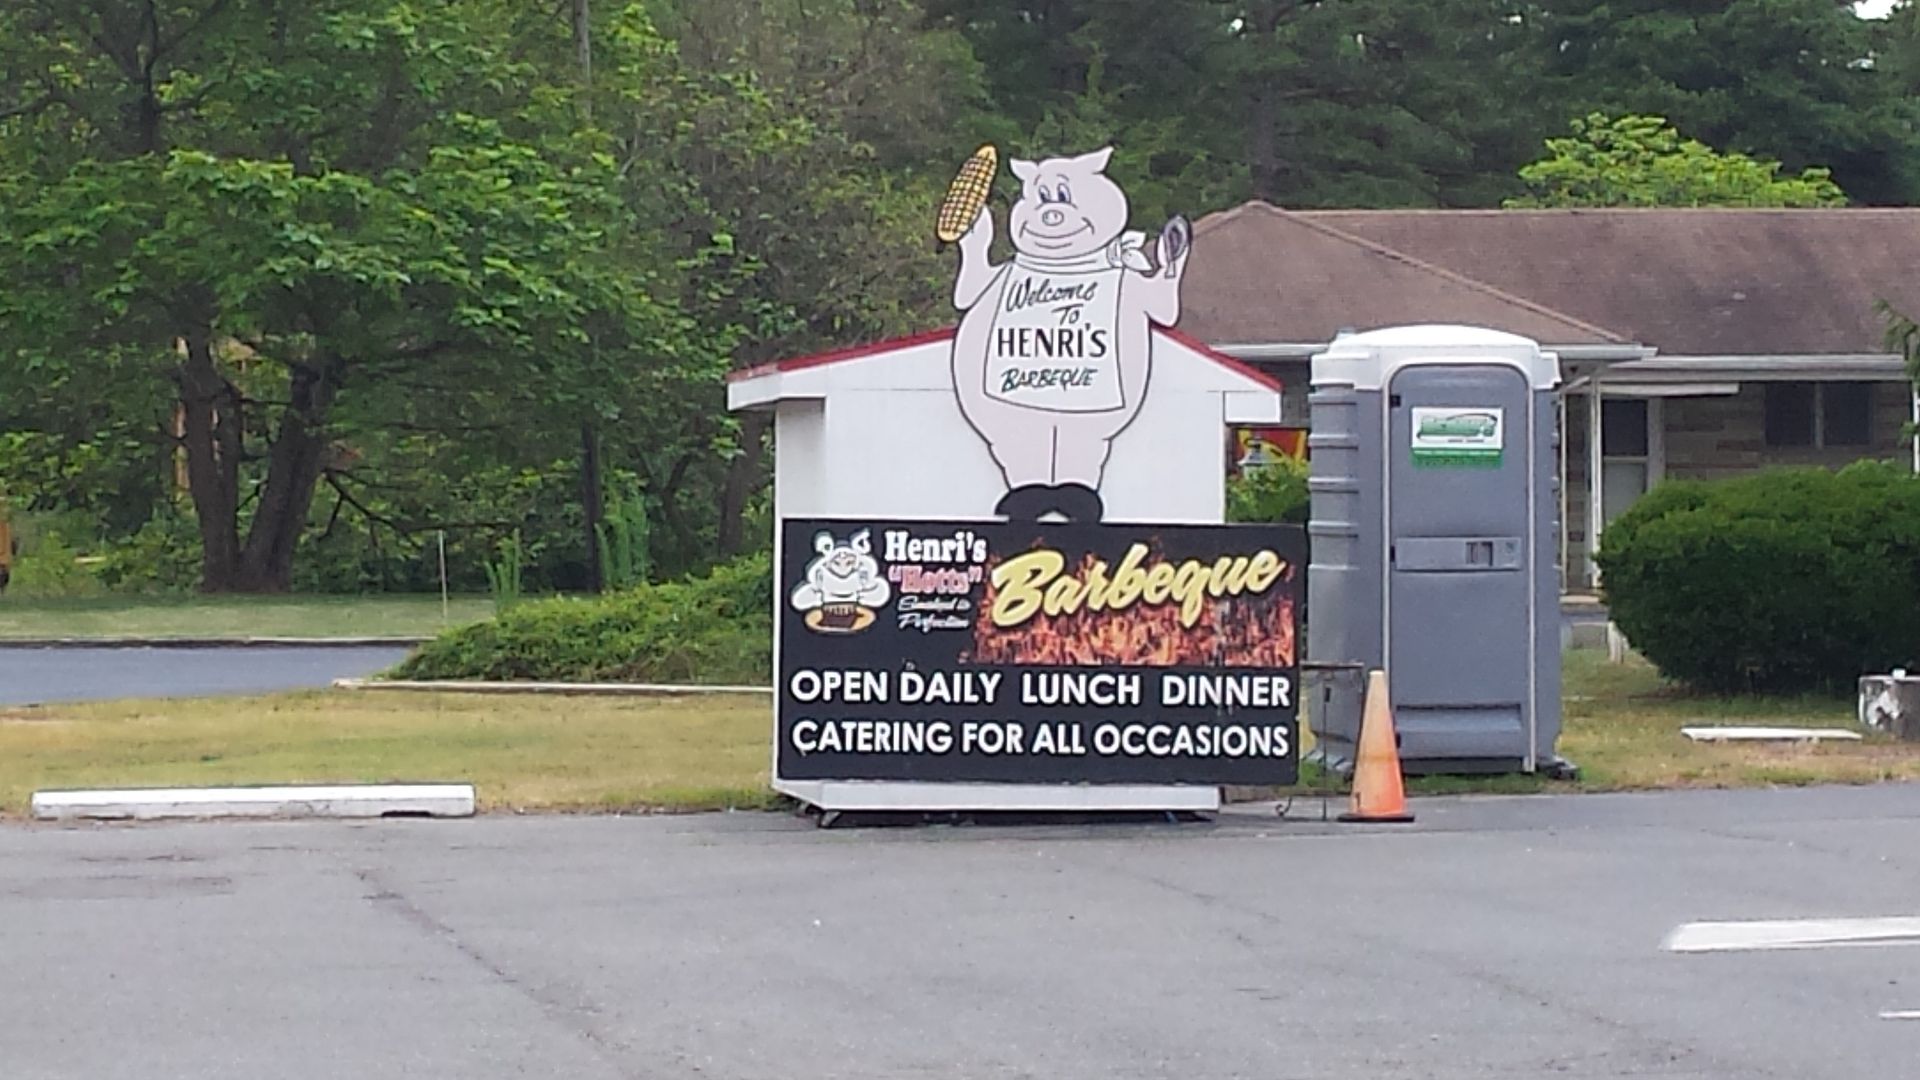 Welcome
To
HENRI'S
BARBEQUE
Henri's
"Hotts"
Smoked to
Perfection
Barbeque
OPEN DAILY LUNCH DINNER
CATERING FOR ALL OCCASIONS